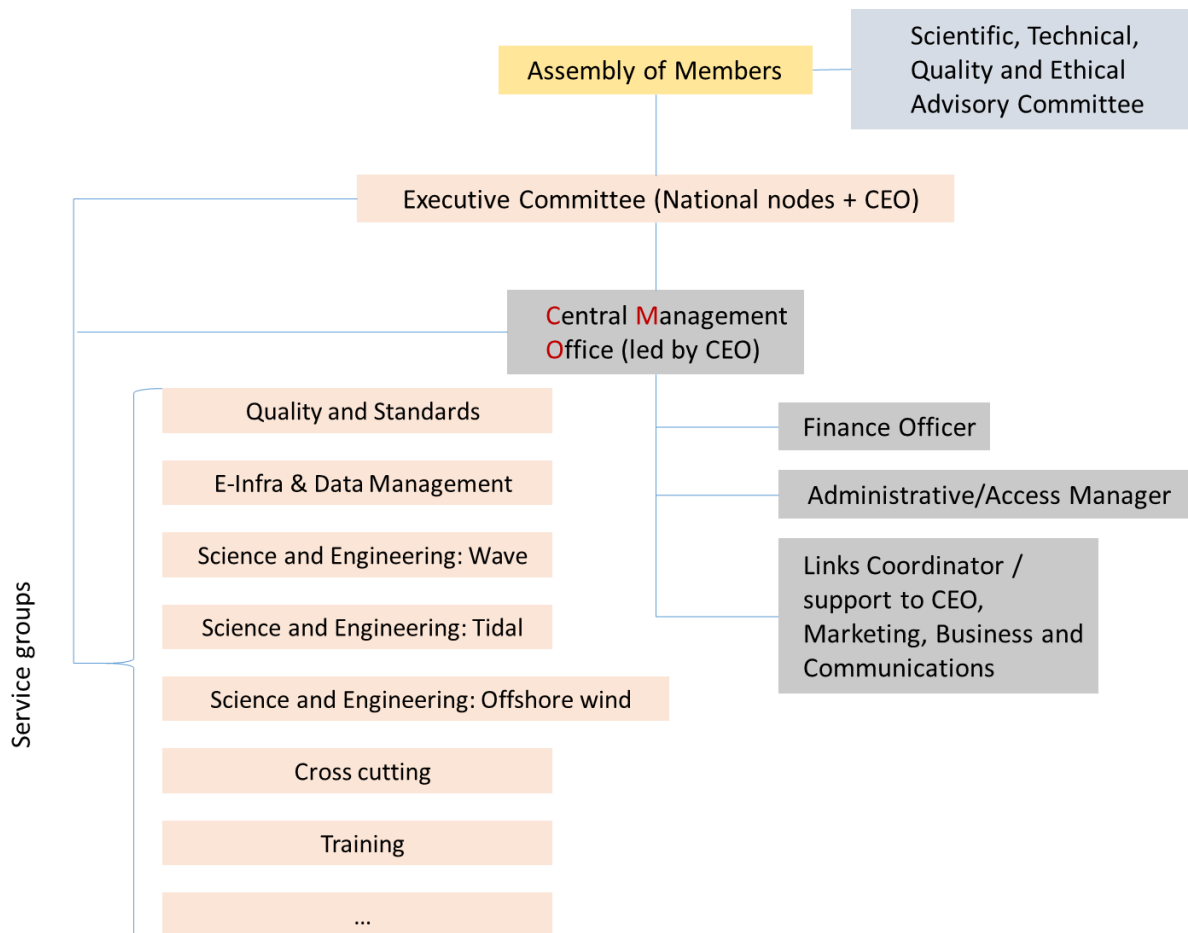 Scientific, Technical,
Quality and Ethical
Advisory Committee
Assembly of Members
Executive Committee (National nodes + CEO)
Central Management
Office (led by CEO)
Quality and Standards
E-Infra & Data Management
Science and Engineering: Wave
Science and Engineering: Tidal
Science and Engineering: Offshore wind
Cross cutting
Training
...
Service groups
Finance Officer
Administrative/Access Manager
Links Coordinator /
support to CEO,
Marketing, Business and
Communications